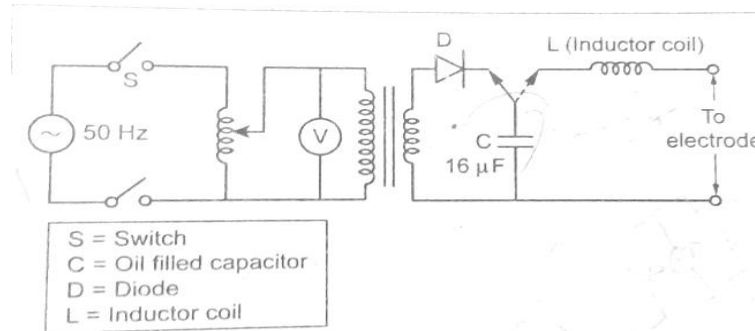 D
L (Inductor coil)
S
50 Hz
V
C
16 μF
To
electrode
S = Switch
C = Oil filled capacitor
D = Diode
L = Inductor coil